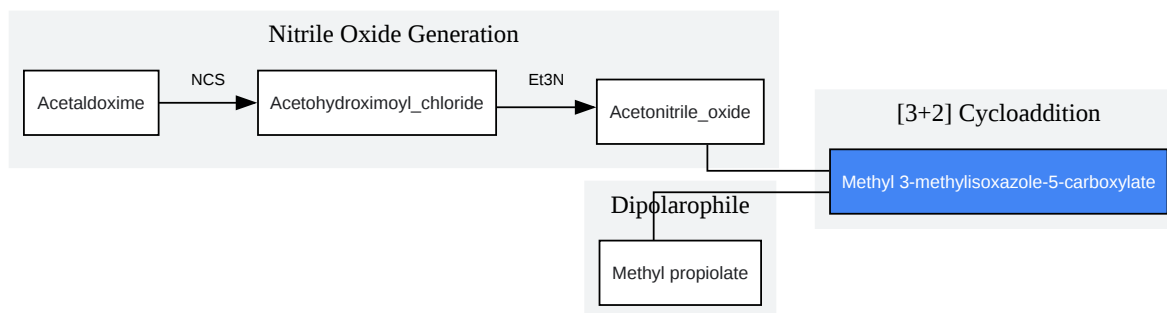 Nitrile Oxide Generation
Acetaldoxime
NCS
Acetohydroximoyl_chloride
Et3N
Acetonitrile_oxide
[3+2] Cycloaddition
Methyl 3-methylisoxazole-5-carboxylate
Dipolarophile
Methyl propiolate